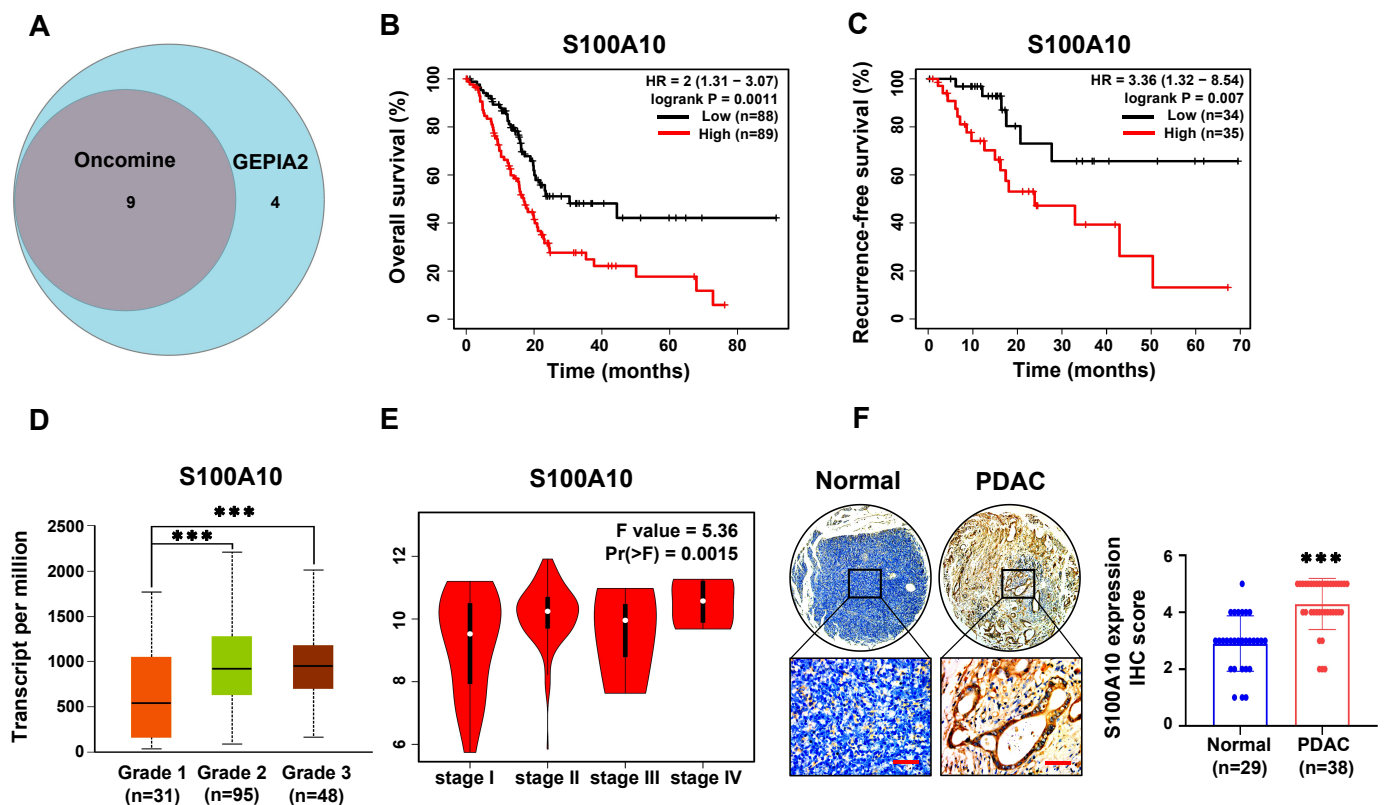 A
Oncomine
9
GEPIA2
4
B
S100A10
Overall survival (%)
100
80
60
40
20
0
HR = 2 (1.31 − 3.07)
logrank P = 0.0011
Low (n=88)
High (n=89)
0 20 40 60 80
Time (months)
C
S100A10
Recurrence-free survival (%)
100
80
60
40
20
0
HR = 3.36 (1.32 − 8.54)
logrank P = 0.007
Low (n=34)
High (n=35)
0 10 20 30 40 50 60 70
Time (months)
D
S100A10
Transcript per million
2500
2000
1500
1000
500
0
***
***
Grade 1 Grade 2 Grade 3
(n=31) (n=95) (n=48)
E
S100A10
12
10
8
6
F value = 5.36
Pr(>F) = 0.0015
stage I stage II stage III stage IV
F
Normal PDAC
S100A10 expression
IHC score
6
4
2
0
***
Normal PDAC
(n=29) (n=38)